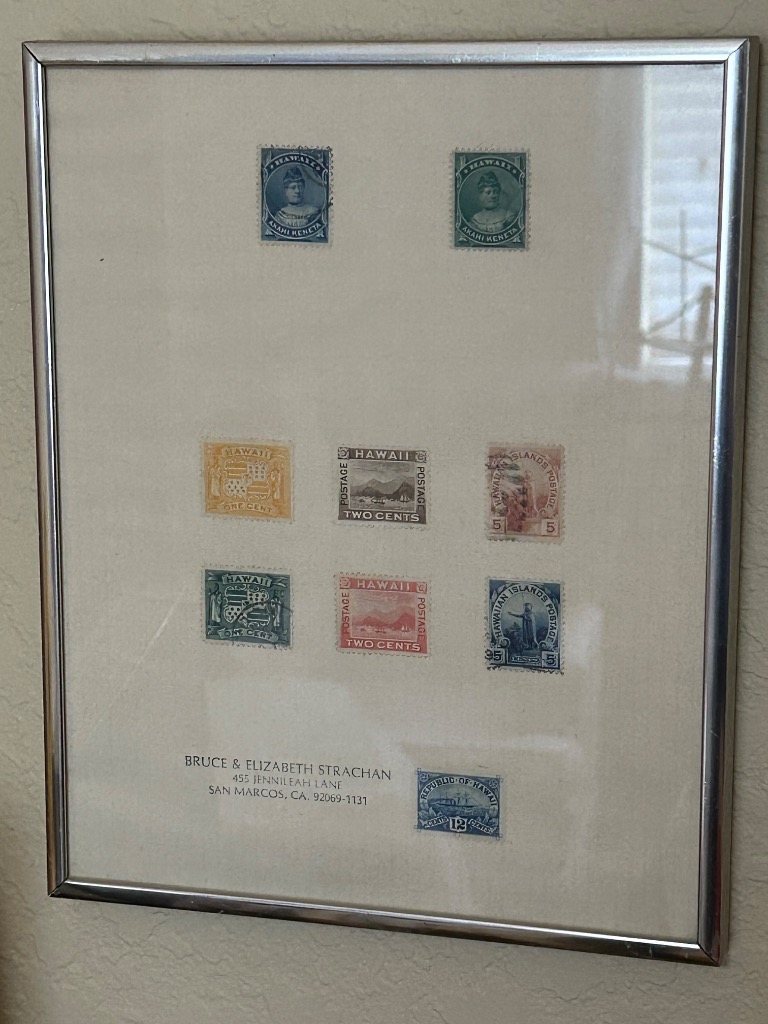 HAWAII
AKAHI KENETA
HAWAII
AKAHI KENETA
HAWAII
ONE CENT
HAWAII
POSTAGE
POSTAGE
TWO CENTS
HAWAIIAN ISLANDS POSTAGE
5 5
HAWAII
ONE CENT
HAWAII
POSTAGE
POSTAGE
TWO CENTS
HAWAIIAN ISLANDS POSTAGE
5 5
BRUCE & ELIZABETH STRACHAN
455 JENNILEAH LANE
SAN MARCOS, CA. 92069-1131
REPUBLIC OF HAWAII
CENTS 12 CENTS